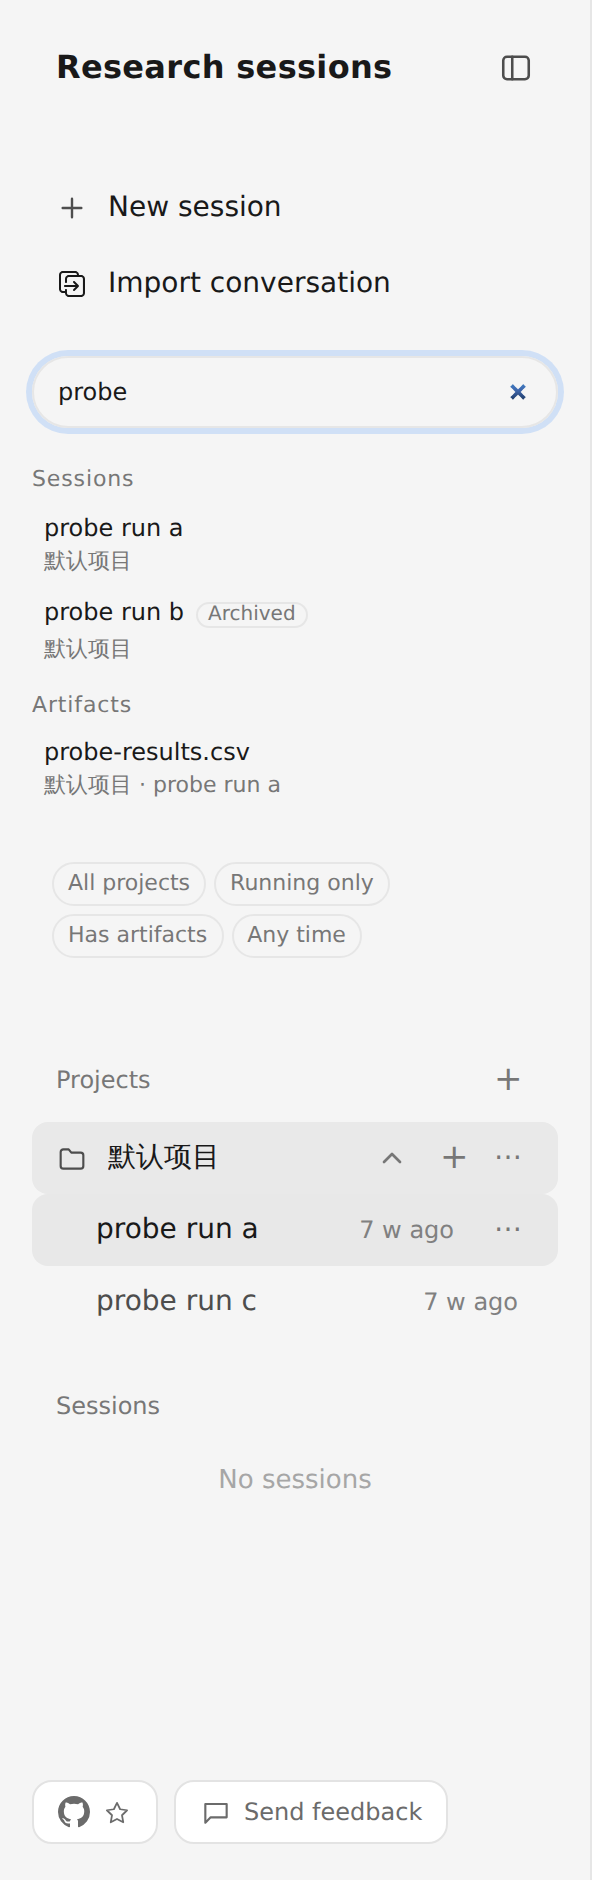 Research sessions
New session
Import conversation
probe
Sessions
probe run a
默认项目
probe run b Archived
默认项目
Artifacts
probe-results.csv
默认项目 · probe run a
All projects Running only
Has artifacts Any time
Projects
默认项目
probe run a 7 w ago
probe run c 7 w ago
Sessions
No sessions
Send feedback